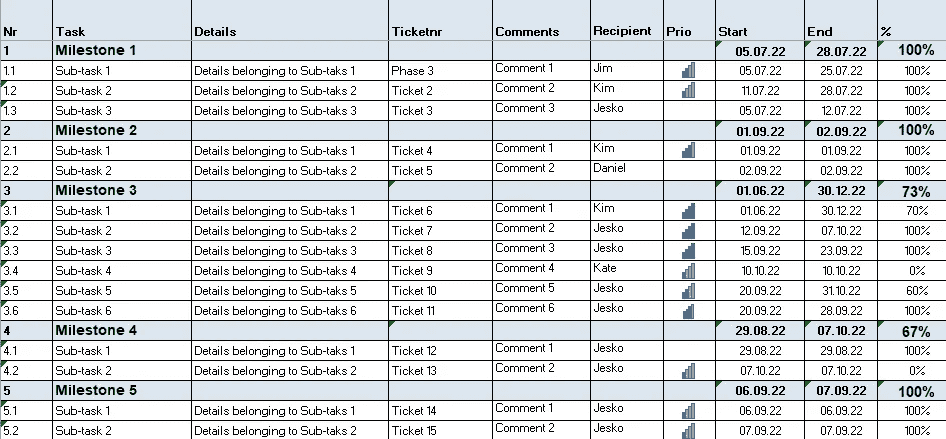 Nr Task Details Ticketnr Comments Recipient Prio Start End %
1 Milestone 1 05.07.22 28.07.22 100%
1.1 Sub-task 1 Details belonging to Sub-taks 1 Phase 3 Comment 1 Jim 05.07.22 25.07.22 100%
1.2 Sub-task 2 Details belonging to Sub-taks 2 Ticket 2 Comment 2 Kim 11.07.22 28.07.22 100%
1.3 Sub-task 3 Details belonging to Sub-taks 3 Ticket 3 Comment 3 Jesko 05.07.22 12.07.22 100%
2 Milestone 2 01.09.22 02.09.22 100%
2.1 Sub-task 1 Details belonging to Sub-taks 1 Ticket 4 Comment 1 Kim 01.09.22 01.09.22 100%
2.2 Sub-task 2 Details belonging to Sub-taks 2 Ticket 5 Comment 2 Daniel 02.09.22 02.09.22 100%
3 Milestone 3 01.06.22 30.12.22 73%
3.1 Sub-task 1 Details belonging to Sub-taks 1 Ticket 6 Comment 1 Kim 01.06.22 30.12.22 70%
3.2 Sub-task 2 Details belonging to Sub-taks 2 Ticket 7 Comment 2 Jesko 12.09.22 07.10.22 100%
3.3 Sub-task 3 Details belonging to Sub-taks 3 Ticket 8 Comment 3 Jesko 15.09.22 23.09.22 100%
3.4 Sub-task 4 Details belonging to Sub-taks 4 Ticket 9 Comment 4 Kate 10.10.22 10.10.22 0%
3.5 Sub-task 5 Details belonging to Sub-taks 5 Ticket 10 Comment 5 Jesko 20.09.22 31.10.22 60%
3.6 Sub-task 6 Details belonging to Sub-taks 6 Ticket 11 Comment 6 Jesko 20.09.22 28.09.22 100%
4 Milestone 4 29.08.22 07.10.22 67%
4.1 Sub-task 1 Details belonging to Sub-taks 1 Ticket 12 Comment 1 Jesko 29.08.22 29.08.22 100%
4.2 Sub-task 2 Details belonging to Sub-taks 2 Ticket 13 Comment 2 Jesko 07.10.22 07.10.22 0%
5 Milestone 5 06.09.22 07.09.22 100%
5.1 Sub-task 1 Details belonging to Sub-taks 1 Ticket 14 Comment 1 Jesko 06.09.22 06.09.22 100%
5.2 Sub-task 2 Details belonging to Sub-taks 2 Ticket 15 Comment 2 Jesko 07.09.22 07.09.22 100%